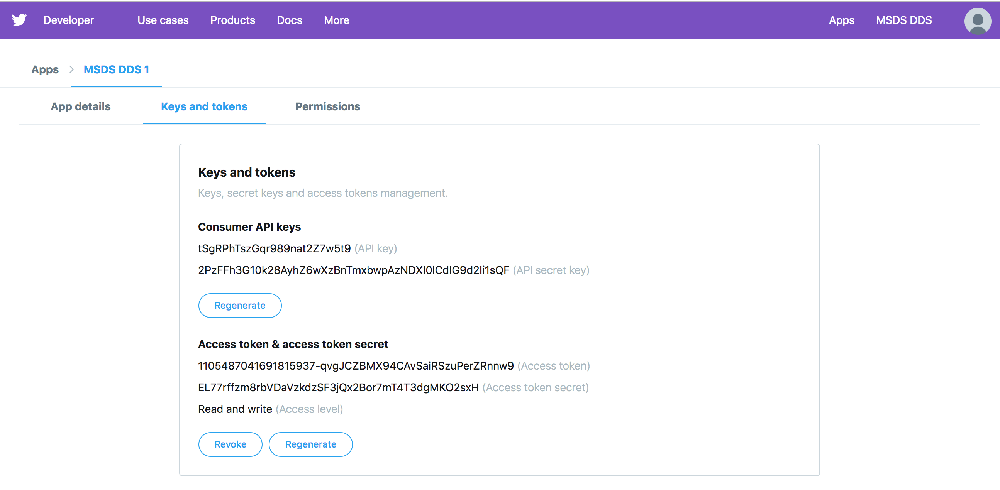 Developer Use cases Products Docs More Apps MSDS DDS
Apps > MSDS DDS 1
App details Keys and tokens Permissions
Keys and tokens
Keys, secret keys and access tokens management.
Consumer API keys
tSgRPhTszGqr989nat2Z7w5t9 (API key)
2PzFFh3G10k28AyhZ6wXzBnTmxbwpAzNDXI0lCdIG9d2Ii1sQF (API secret key)
Regenerate
Access token & access token secret
1105487041691815937-qvgJCZBMX94CAvSaiRSzuPerZRnnw9 (Access token)
EL77rffzm8rbVDaVzkdzSF3jQx2Bor7mT4T3dgMKO2sxH (Access token secret)
Read and write (Access level)
Revoke Regenerate